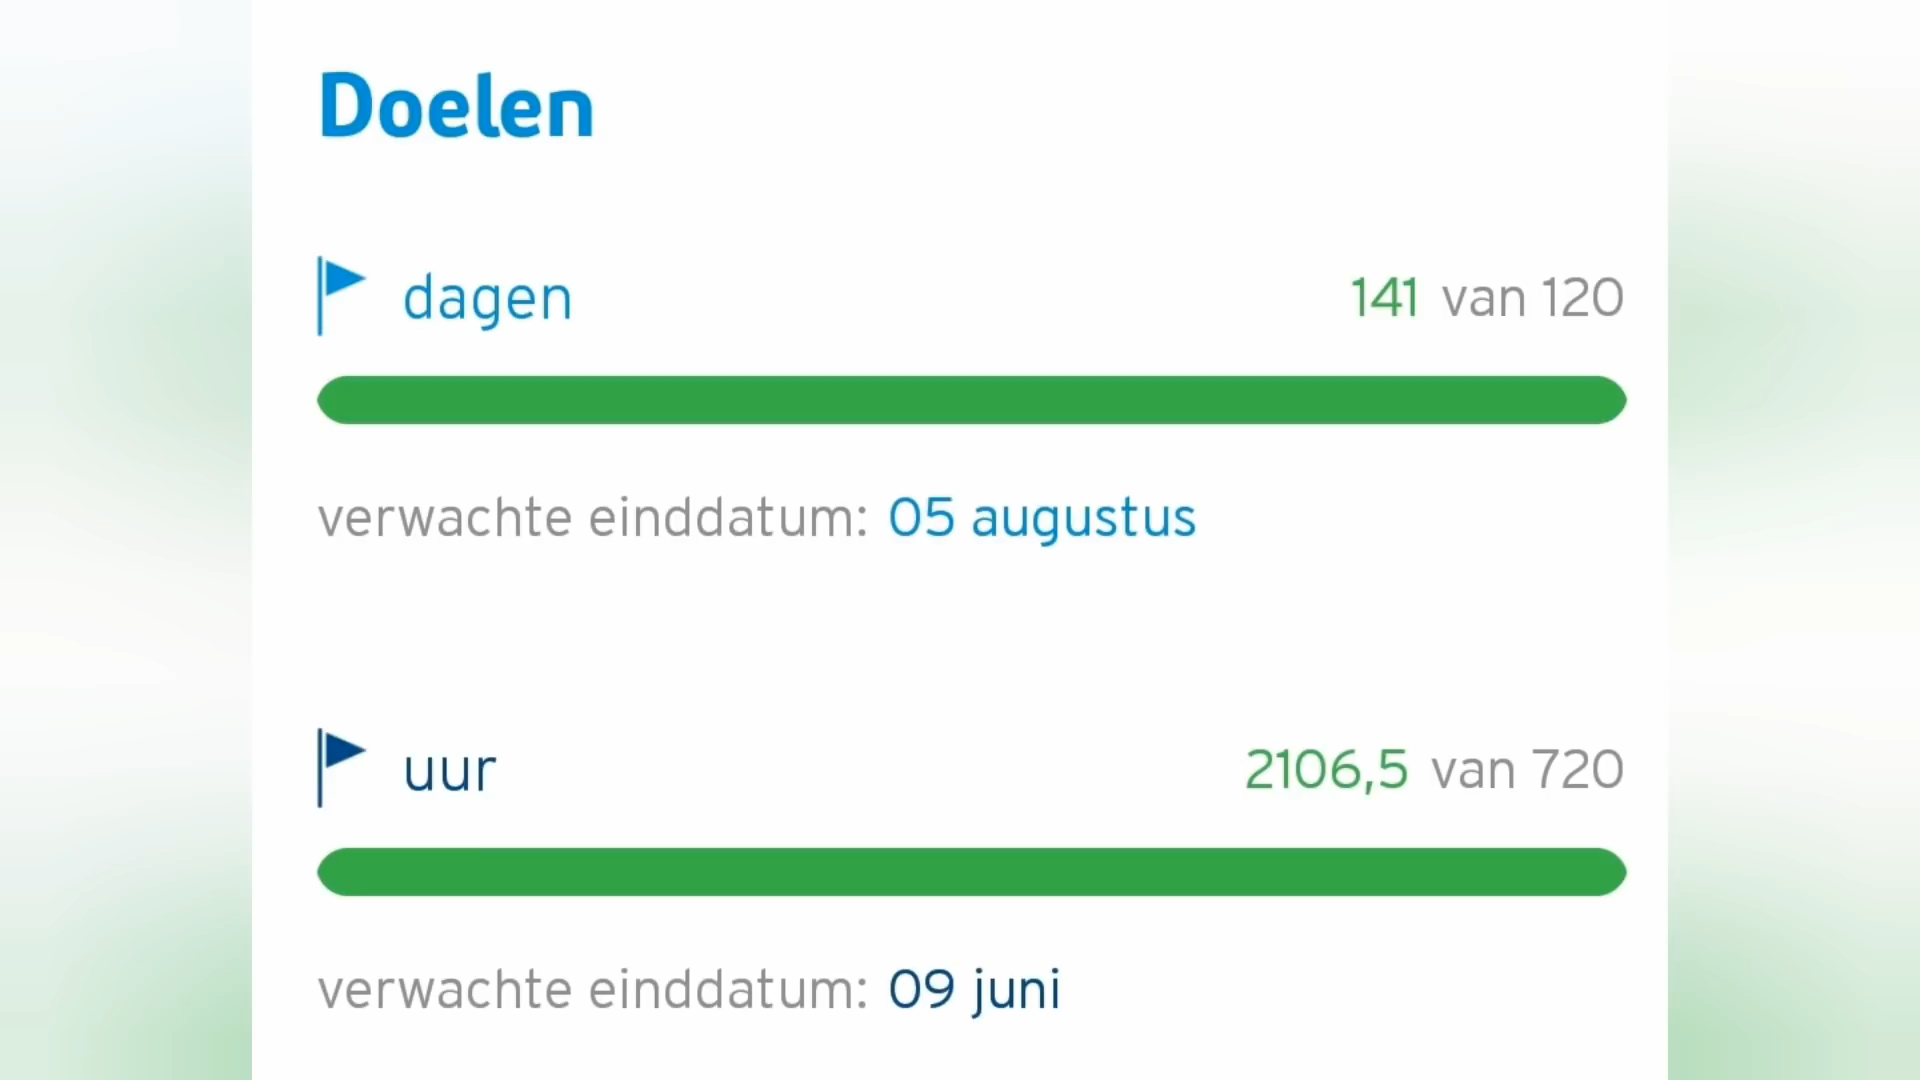 Doelen
dagen 141 van 120
verwachte einddatum: 05 augustus
uur 2106,5 van 720
verwachte einddatum: 09 juni